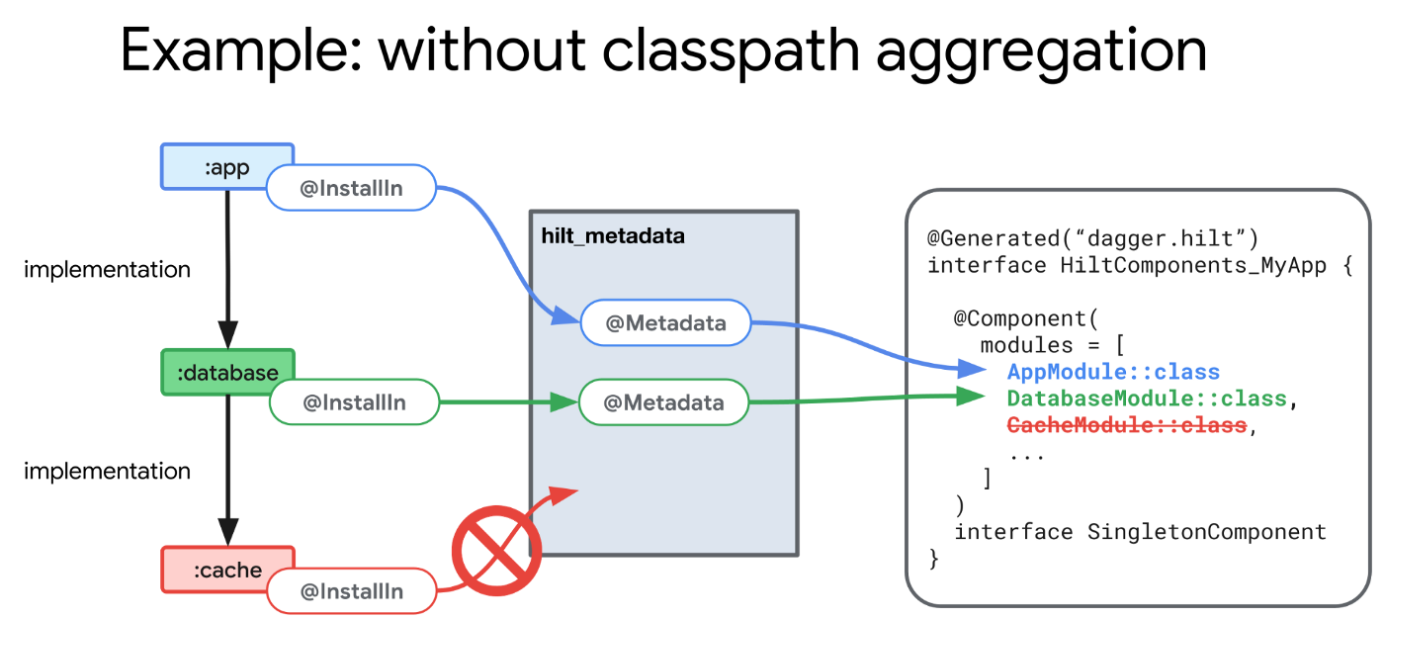 Example: without classpath aggregation
:app
@InstallIn
implementation
:database
@InstallIn
implementation
:cache
@InstallIn
hilt_metadata
@Metadata
@Metadata
@Generated(“dagger.hilt”)
interface HiltComponents_MyApp {
@Component(
modules = [
AppModule::class
DatabaseModule::class,
CacheModule::class,
...
]
)
interface SingletonComponent
}